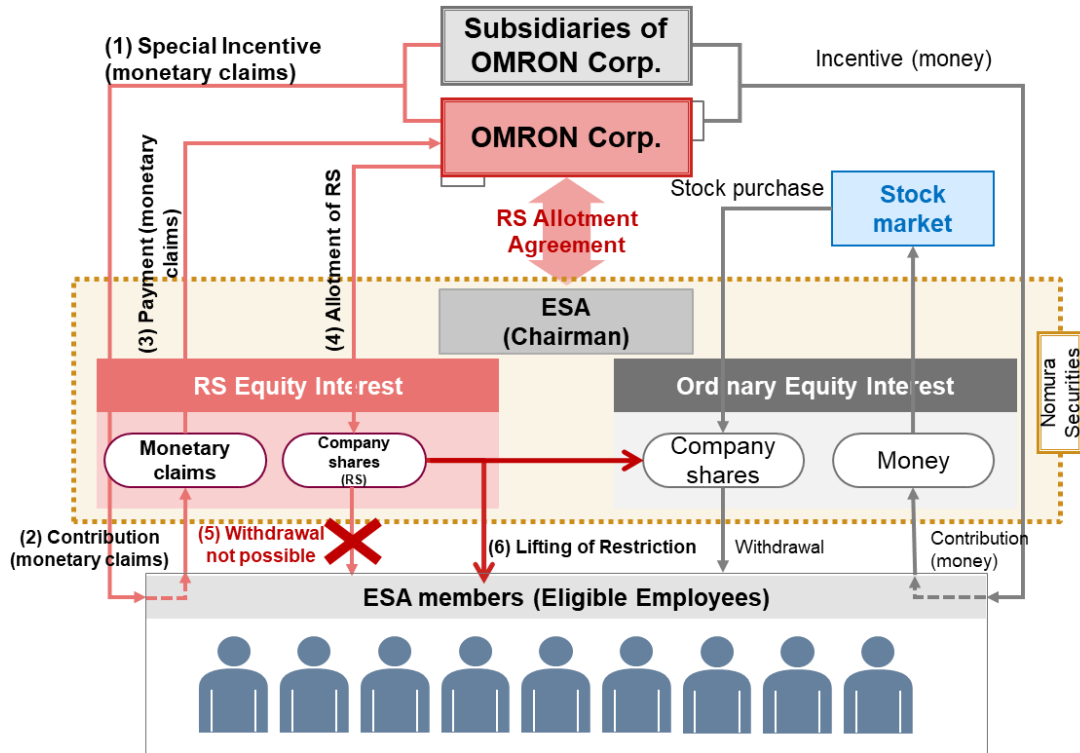 (1) Special Incentive
(monetary claims)
Subsidiaries of
OMRON Corp.
Incentive (money)
OMRON Corp.
(3) Payment (monetary
claims)
(4) Allotment of RS
RS Allotment
Agreement
Stock purchase
Stock
market
ESA
(Chairman)
RS Equity Interest
Ordinary Equity Interest
Nomura
Securities
Monetary
claims
Company
shares
(RS)
Company
shares
Money
(2) Contribution
(monetary claims)
(5) Withdrawal
not possible
(6) Lifting of Restriction
Withdrawal
Contribution
(money)
ESA members (Eligible Employees)